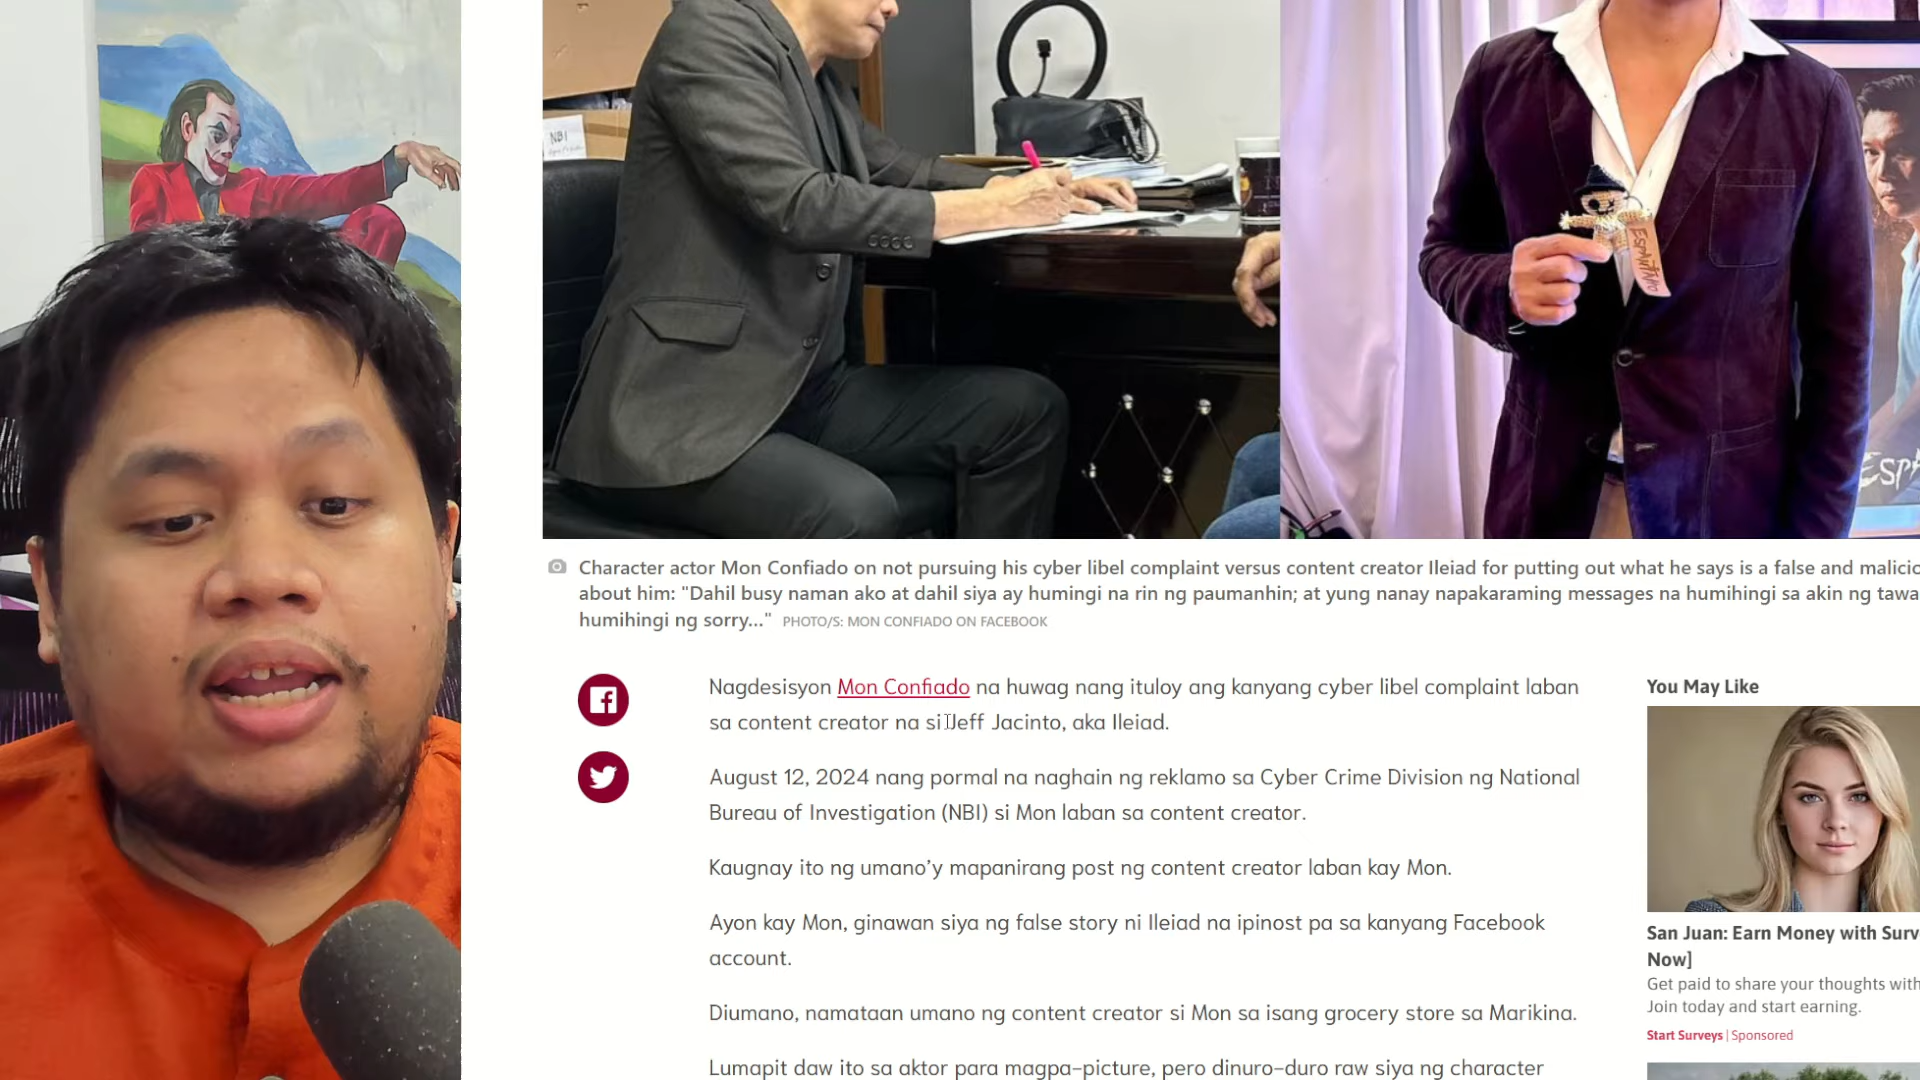 NBI
ESPANTAHO
Character actor Mon Confiado on not pursuing his cyber libel complaint versus content creator Ileiad for putting out what he says is a false and malicio
about him: "Dahil busy naman ako at dahil siya ay humingi na rin ng paumanhin; at yung nanay napakaraming messages na humihingi sa akin ng tawa
humihingi ng sorry..." PHOTO/S: MON CONFIADO ON FACEBOOK
Nagdesisyon Mon Confiado na huwag nang ituloy ang kanyang cyber libel complaint laban
sa content creator na si Jeff Jacinto, aka Ileiad.
August 12, 2024 nang pormal na naghain ng reklamo sa Cyber Crime Division ng National
Bureau of Investigation (NBI) si Mon laban sa content creator.
Kaugnay ito ng umano'y mapanirang post ng content creator laban kay Mon.
Ayon kay Mon, ginawan siya ng false story ni Ileiad na ipinost pa sa kanyang Facebook
account.
Diumano, namataan umano ng content creator si Mon sa isang grocery store sa Marikina.
Lumapit daw ito sa aktor para magpa-picture, pero dinuro-duro raw siya ng character
You May Like
San Juan: Earn Money with Surv
Now]
Get paid to share your thoughts with
Join today and start earning.
Start Surveys | Sponsored